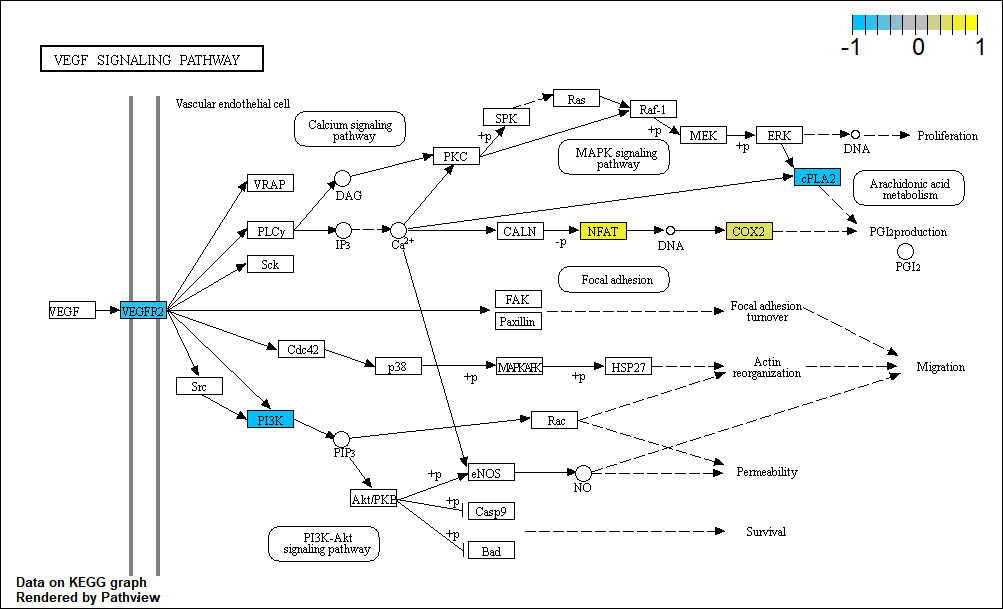 -1 0 1
VEGF SIGNALING PATHWAY
Vascular endothelial cell
Calcium signaling
pathway
SPK
Ras
Raf-1
+p
+p
MEK
+p
ERK
DNA
Proliferation
PKC
MAPK signaling
pathway
VRAP
DAG
cPLA2
Arachidonic acid
metabolism
PLCγ
IP3
Ca2+
CALN
-p
NFAT
DNA
COX2
PGI2production
PGI2
Sck
Focal adhesion
VEGF
VEGFR2
FAK
Paxillin
Focal adhesion
turnover
Cdc42
p38
+p
MAPKAPK
+p
HSP27
Actin
reorganization
Migration
Src
PI3K
PIP3
Rac
+p
eNOS
NO
Permeability
Akt/PKB
+p
Casp9
+p
Bad
Survival
PI3K-Akt
signaling pathway
Data on KEGG graph
Rendered by Pathview